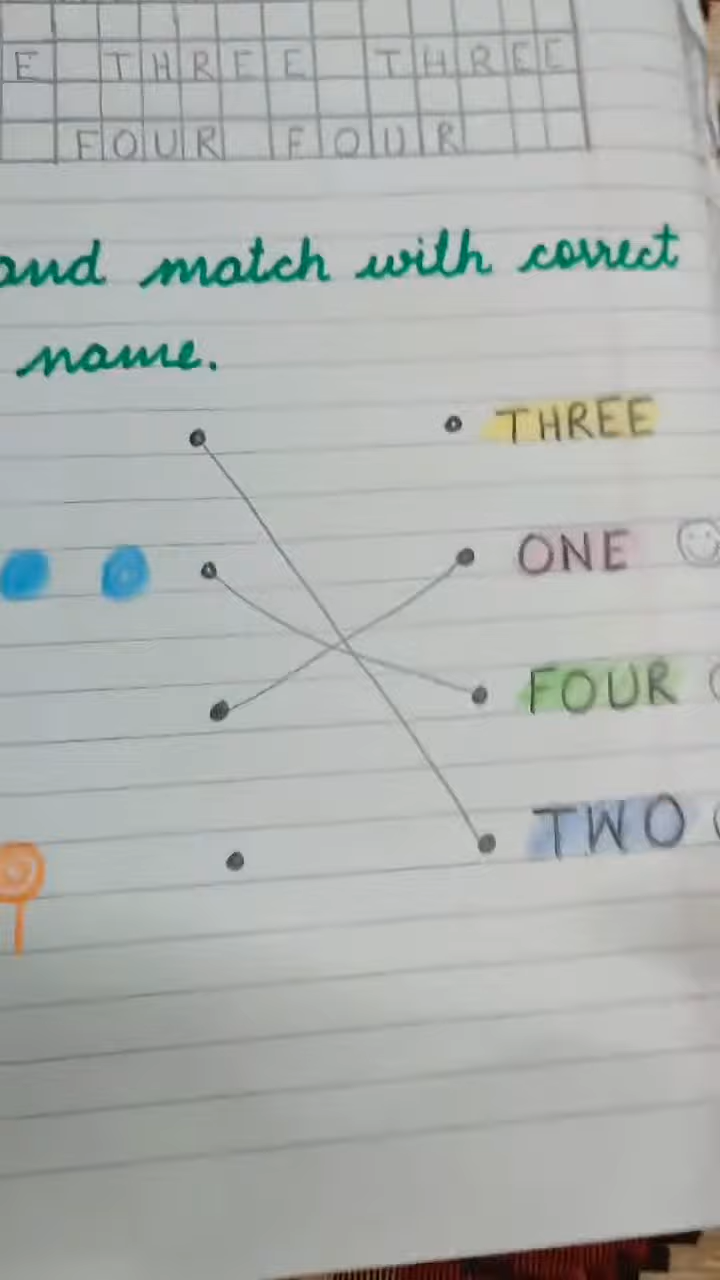 E THREE THREE
FOUR FOUR
and match with correct
name.
THREE
ONE
FOUR
TWO